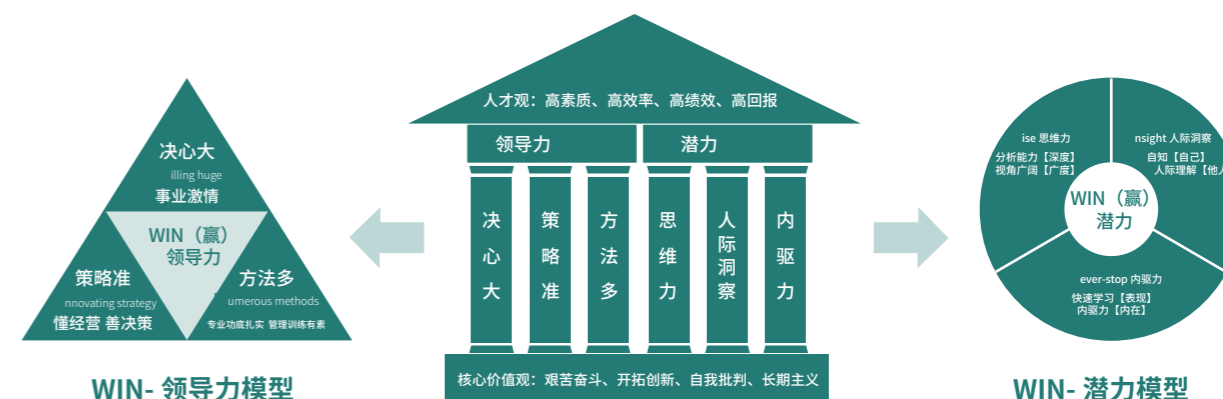 决心大
illing huge
事业激情
WIN（赢）
领导力
策略准
nnovating strategy
懂经营 善决策
方法多
umerous methods
专业功底扎实 管理训练有素
WIN- 领导力模型
人才观：高素质、高效率、高绩效、高回报
领导力
潜力
决心大
策略准
方法多
思维力
人际洞察
内驱力
核心价值观：艰苦奋斗、开拓创新、自我批判、长期主义
ise 思维力
分析能力【深度】
视角广阔【广度】
nsight 人际洞察
自知【自己】
人际理解【他人
WIN（赢）
潜力
ever-stop 内驱力
快速学习【表现】
内驱力【内在】
WIN- 潜力模型